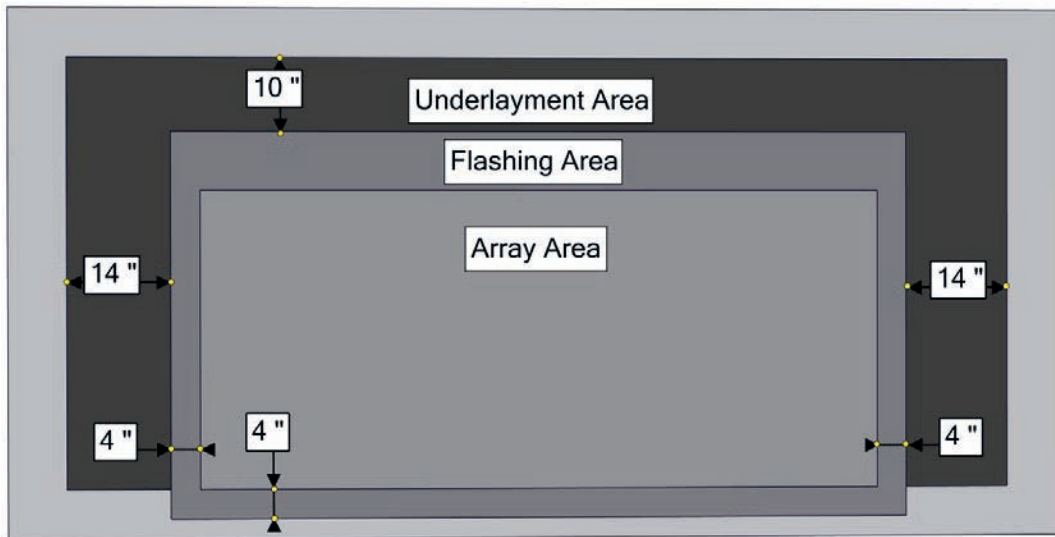 10 "
Underlayment Area
Flashing Area
Array Area
14 "
14 "
4 "
4 "
4 "